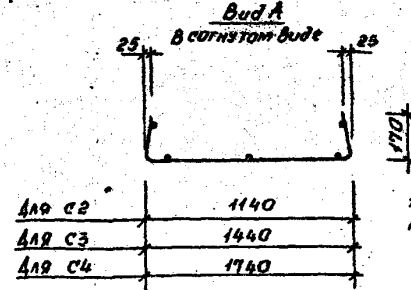 Вид А
В согнутом виде
25
25
170
Для С2 1140
Для С3 1440
Для С4 1740